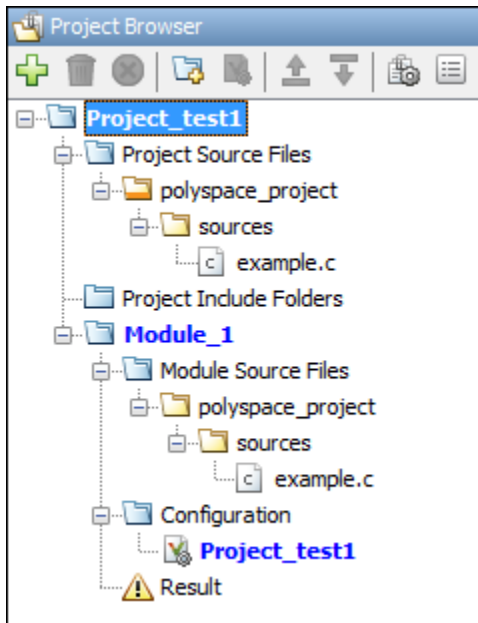 Project Browser
Project_test1
Project Source Files
polyspace_project
sources
c example.c
Project Include Folders
Module_1
Module Source Files
polyspace_project
sources
c example.c
Configuration
Project_test1
Result